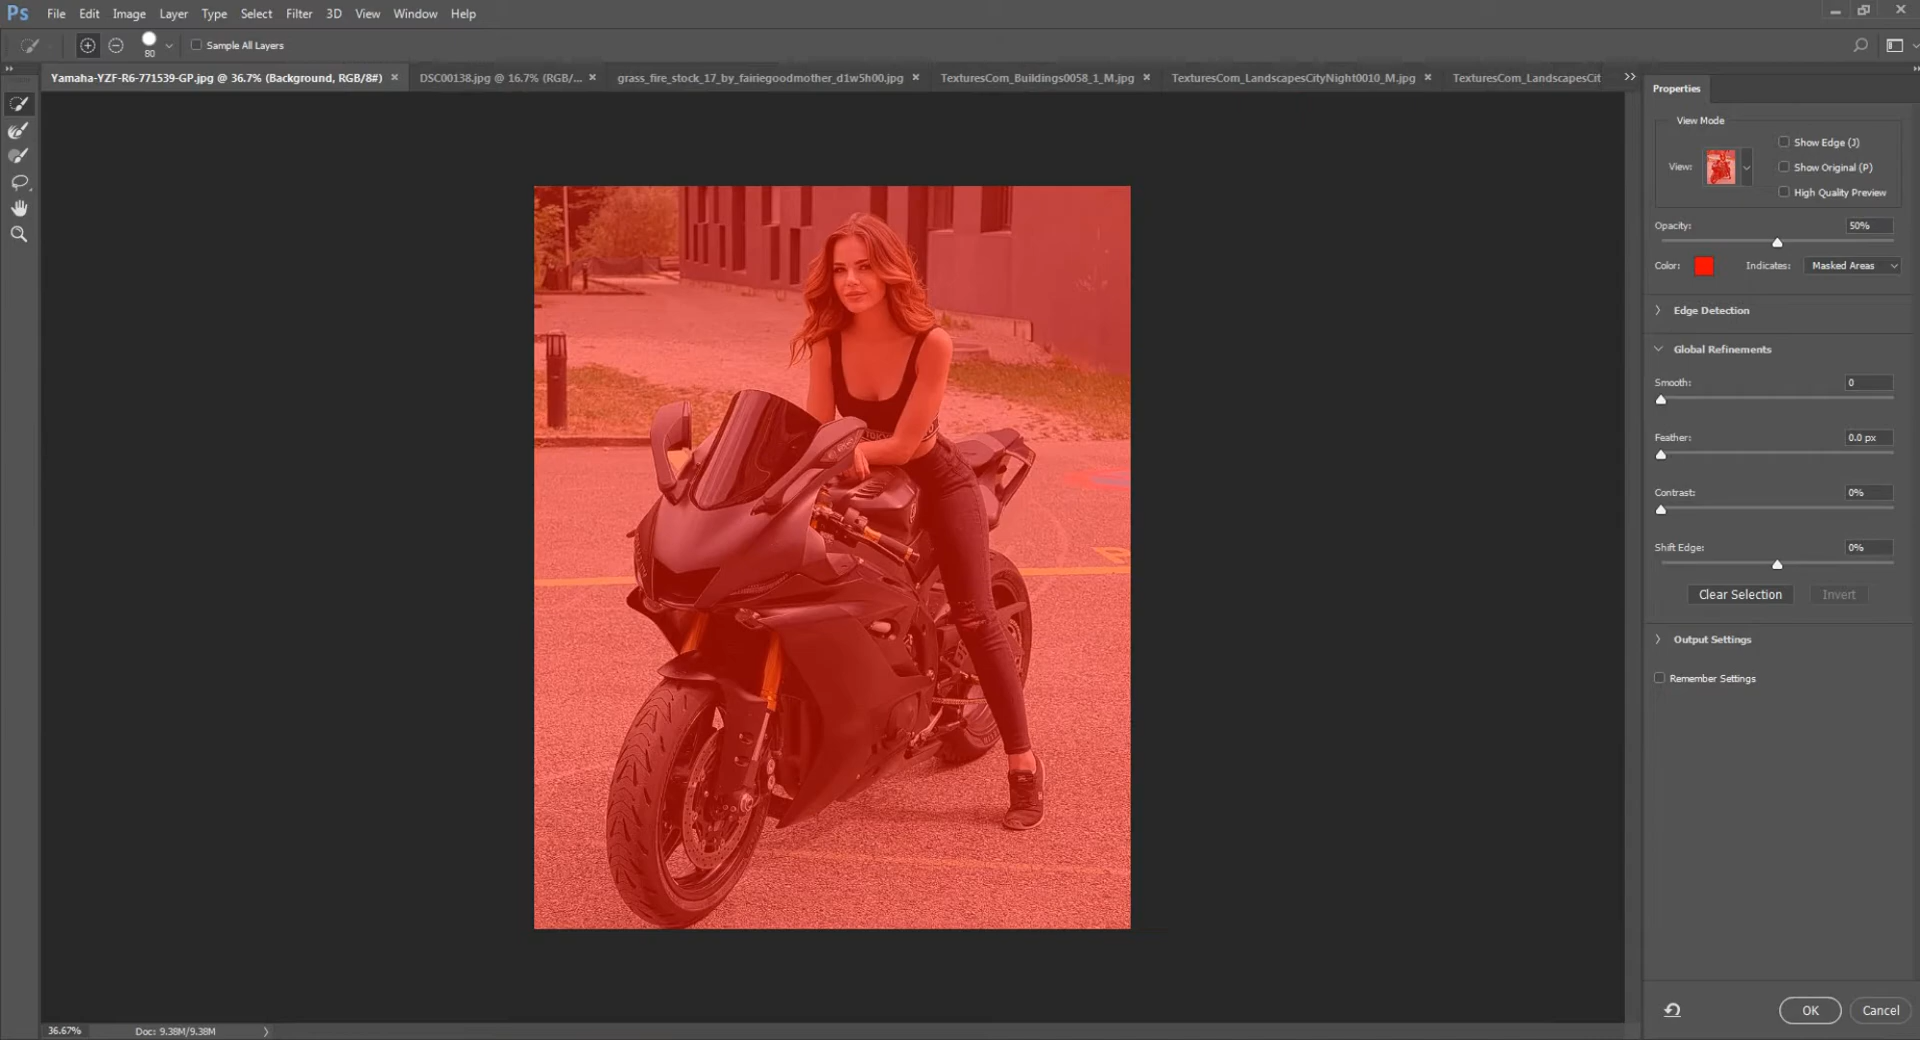 Ps File Edit Image Layer Type Select Filter 3D View Window Help
80 Sample All Layers
Yamaha-YZF-R6-771539-GP.jpg @ 36.7% (Background, RGB/8#) DSC00138.jpg @ 16.7% (RGB/... grass_fire_stock_17_by_fairiegoodmother_d1w5h00.jpg TexturesCom_Buildings0058_1_M.jpg TexturesCom_LandscapesCityNight0010_M.jpg TexturesCom_LandscapesCit
Properties
View Mode
Show Edge (J)
View: Show Original (P)
High Quality Preview
Opacity: 50%
Color: Indicates: Masked Areas
Edge Detection
Global Refinements
Smooth: 0
Feather: 0.0 px
Contrast: 0%
Shift Edge: 0%
Clear Selection Invert
Output Settings
Remember Settings
OK Cancel
36.67% Doc: 9.38M/9.38M